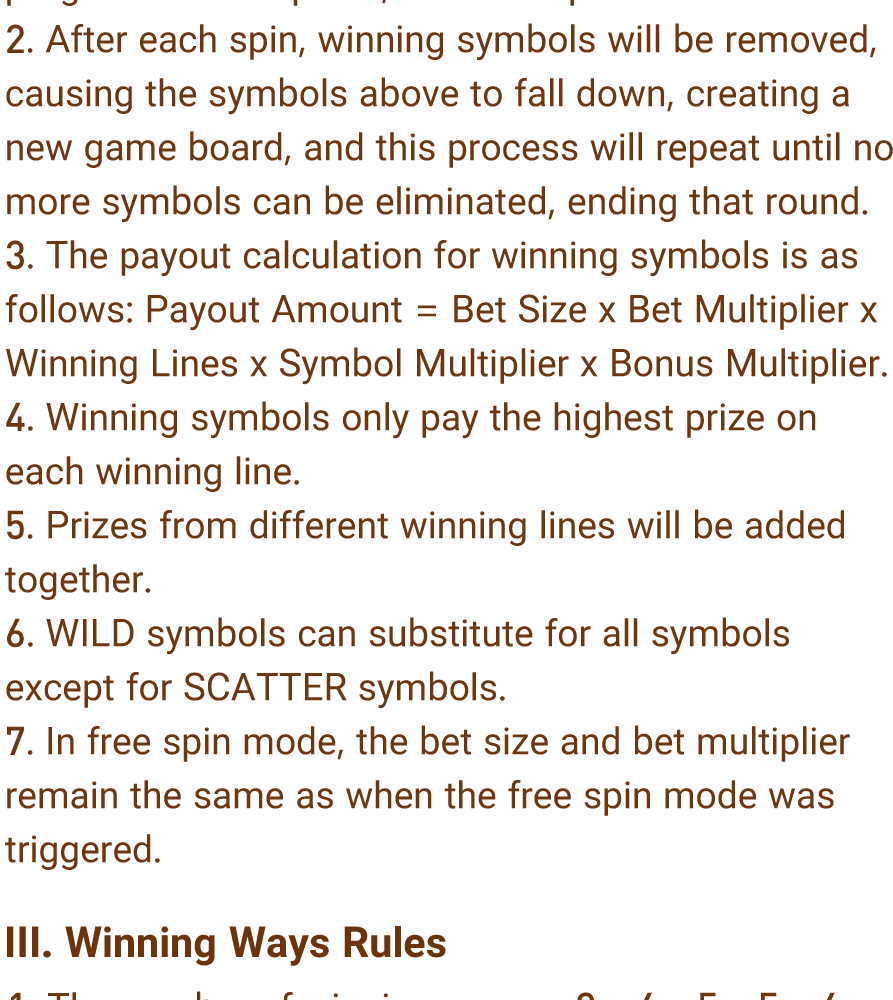 2. After each spin, winning symbols will be removed,
causing the symbols above to fall down, creating a
new game board, and this process will repeat until no
more symbols can be eliminated, ending that round.
3. The payout calculation for winning symbols is as
follows: Payout Amount = Bet Size x Bet Multiplier x
Winning Lines x Symbol Multiplier x Bonus Multiplier.
4. Winning symbols only pay the highest prize on
each winning line.
5. Prizes from different winning lines will be added
together.
6. WILD symbols can substitute for all symbols
except for SCATTER symbols.
7. In free spin mode, the bet size and bet multiplier
remain the same as when the free spin mode was
triggered.
III. Winning Ways Rules